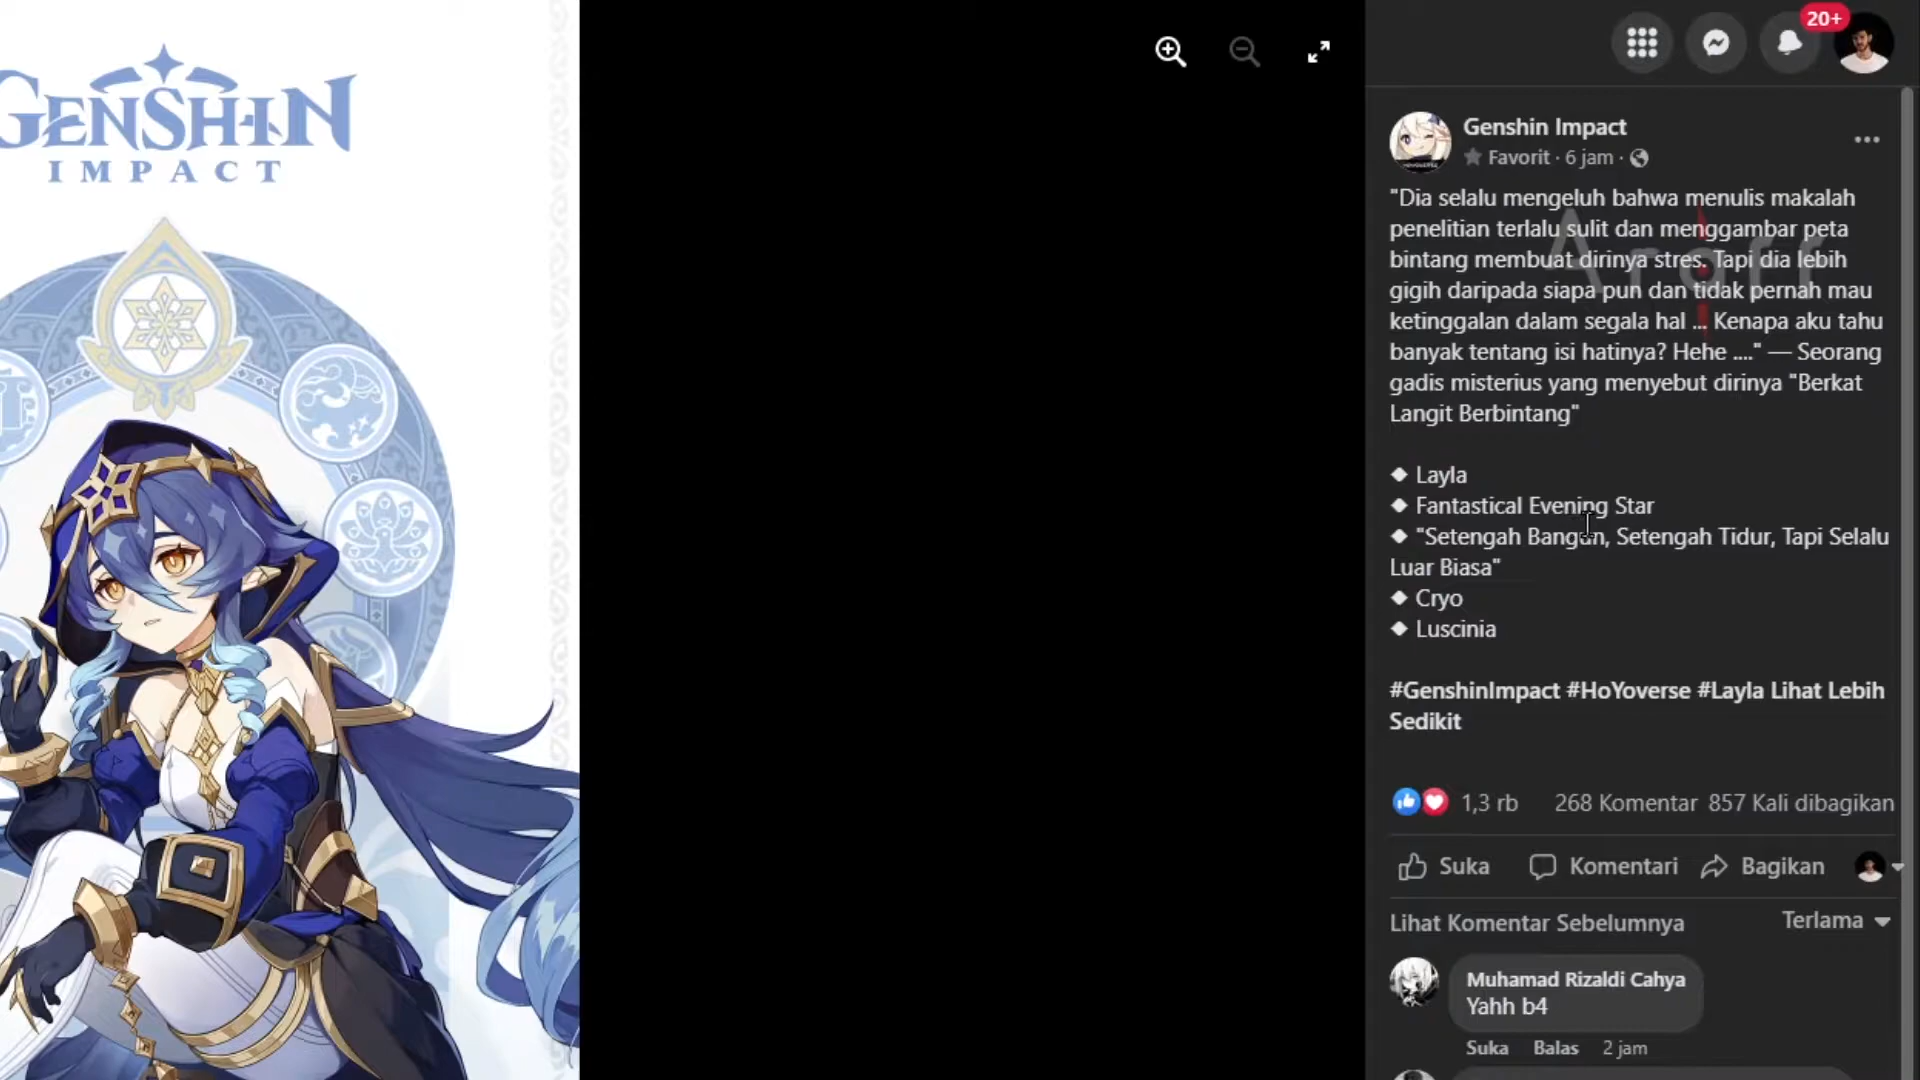 GENSHIN
IMPACT
20+
Genshin Impact
Favorit · 6 jam ·
"Dia selalu mengeluh bahwa menulis makalah
penelitian terlalu sulit dan menggambar peta
bintang membuat dirinya stres. Tapi dia lebih
gigih daripada siapa pun dan tidak pernah mau
ketinggalan dalam segala hal ... Kenapa aku tahu
banyak tentang isi hatinya? Hehe ...." — Seorang
gadis misterius yang menyebut dirinya "Berkat
Langit Berbintang"
Araff
◆ Layla
◆ Fantastical Evening Star
◆ "Setengah Bangun, Setengah Tidur, Tapi Selalu
Luar Biasa"
◆ Cryo
◆ Luscinia
#GenshinImpact #HoYoverse #Layla Lihat Lebih
Sedikit
1,3 rb 268 Komentar 857 Kali dibagikan
Suka Komentari Bagikan
Lihat Komentar Sebelumnya Terlama
Muhamad Rizaldi Cahya
Yahh b4
Suka Balas 2 jam